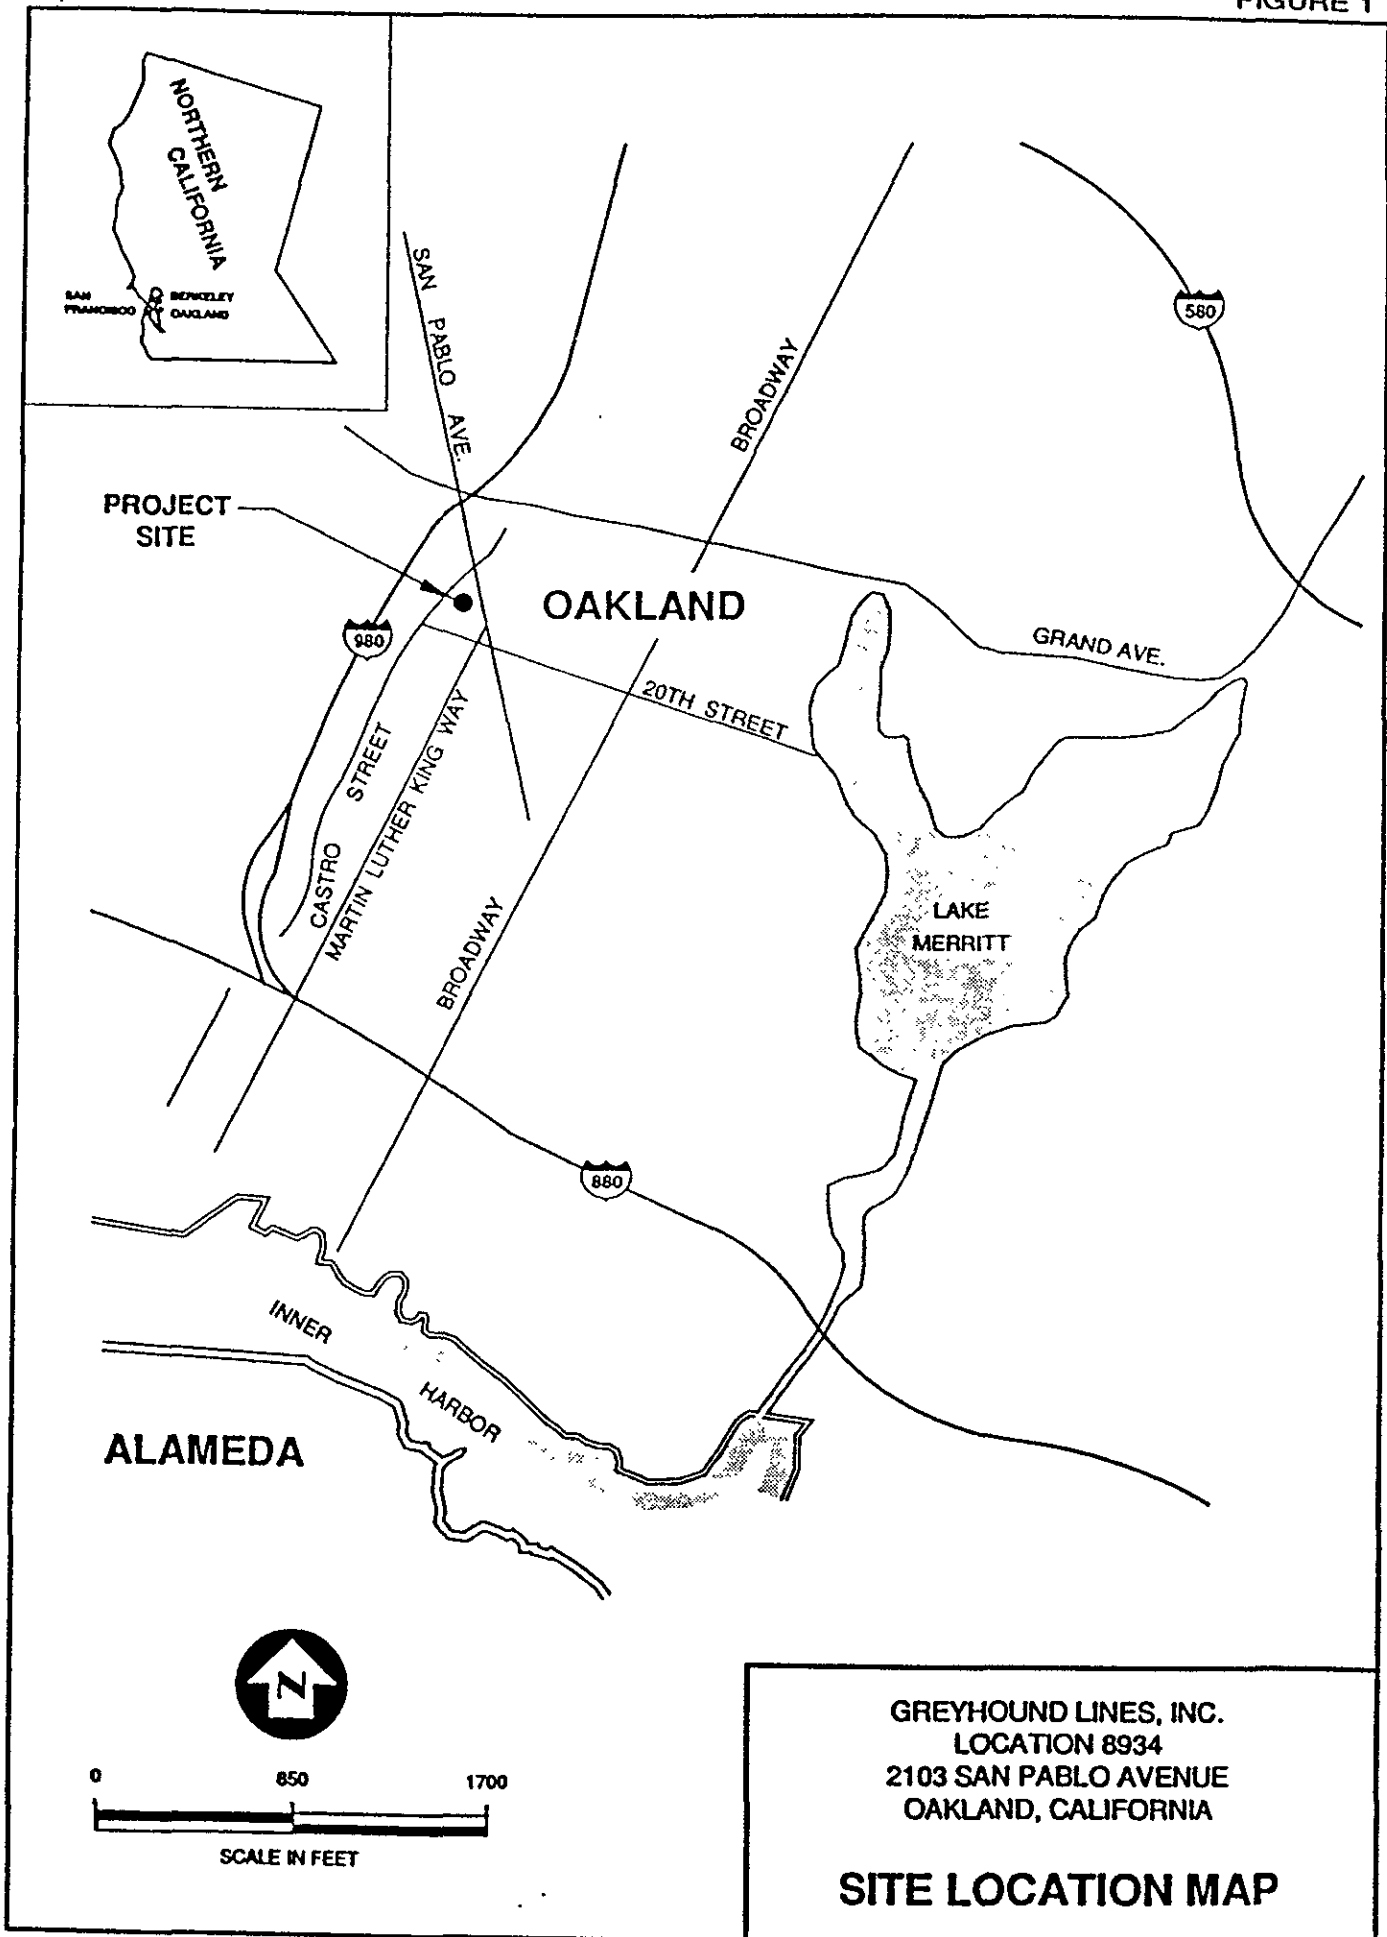 FIGURE 1
NORTHERN
CALIFORNIA
SAN
FRANCISCO
BERKELEY
OAKLAND
SAN PABLO AVE.
BROADWAY
580
PROJECT
SITE
OAKLAND
980
GRAND AVE.
20TH STREET
CASTRO STREET
MARTIN LUTHER KING WAY
BROADWAY
LAKE
MERRITT
880
INNER
HARBOR
ALAMEDA
N
0 850 1700
SCALE IN FEET
GREYHOUND LINES, INC.
LOCATION 8934
2103 SAN PABLO AVENUE
OAKLAND, CALIFORNIA
SITE LOCATION MAP